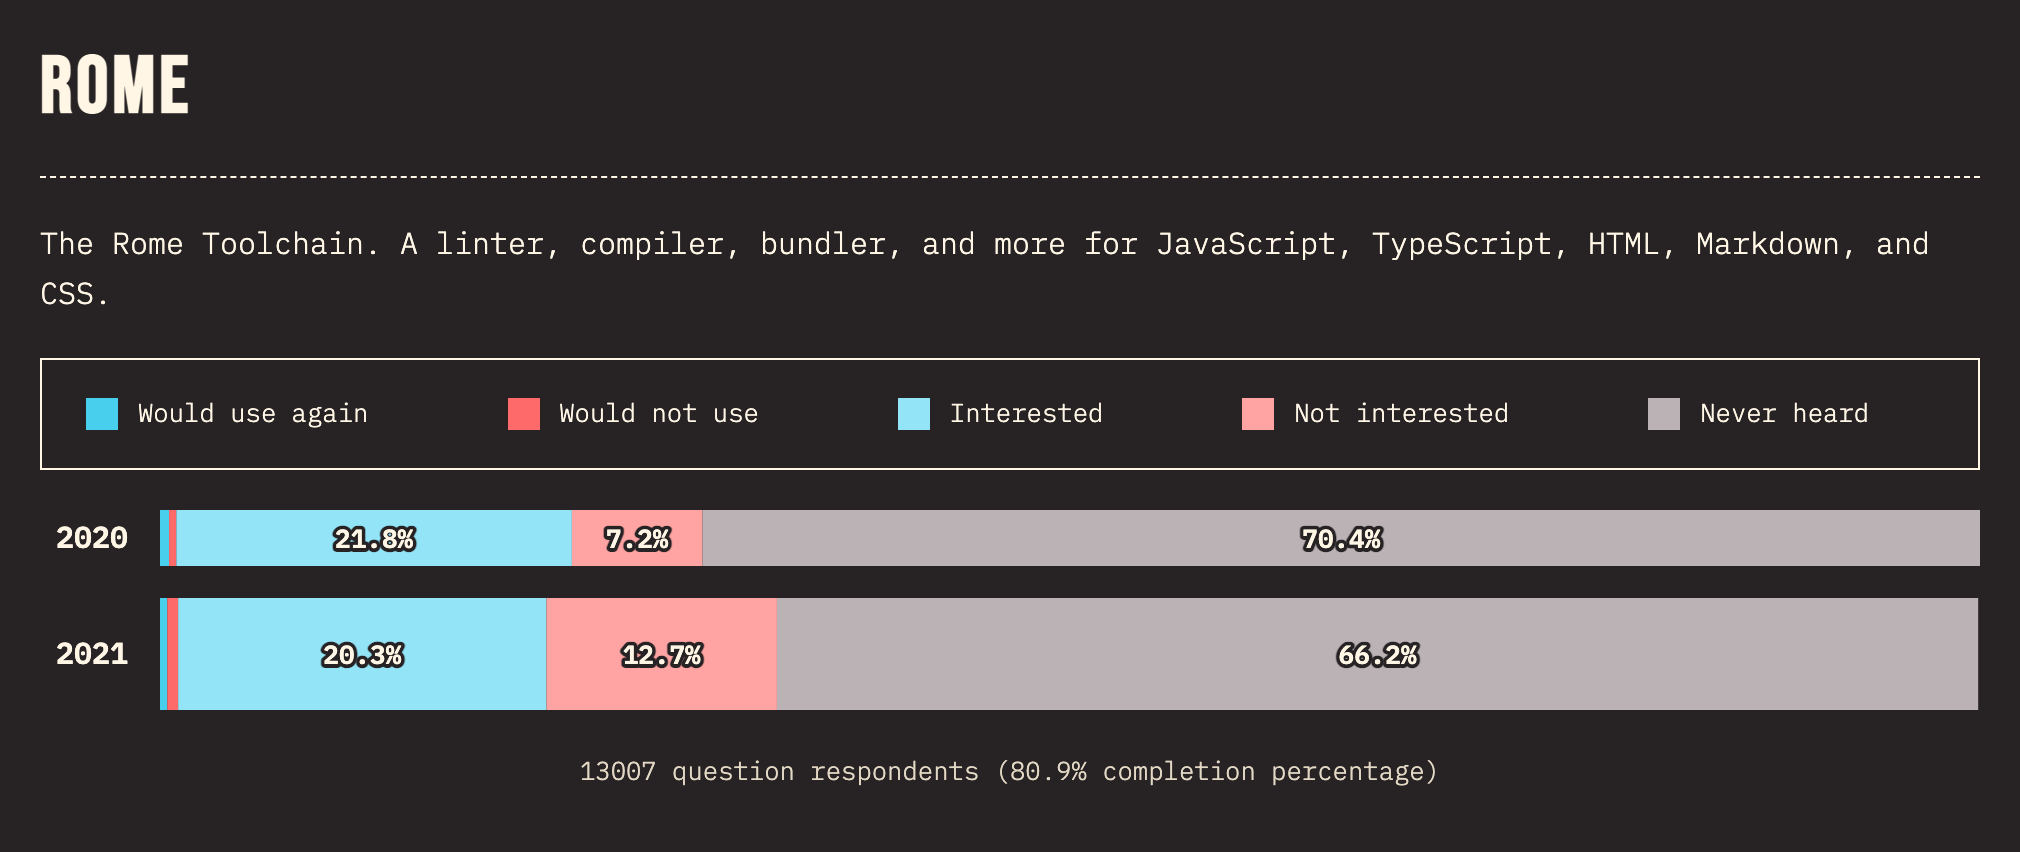 ROME
The Rome Toolchain. A linter, compiler, bundler, and more for JavaScript, TypeScript, HTML, Markdown, and
CSS.
Would use again Would not use Interested Not interested Never heard
2020 21.8% 7.2% 70.4%
2021 20.3% 12.7% 66.2%
13007 question respondents (80.9% completion percentage)